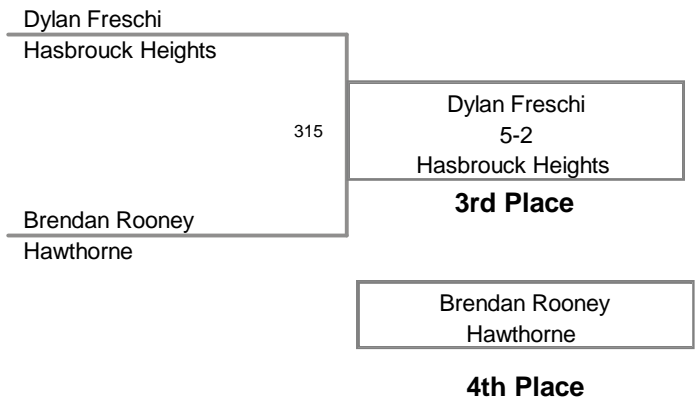 Dylan Freschi
Hasbrouck Heights
315
Dylan Freschi
5-2
Hasbrouck Heights
3rd Place
Brendan Rooney
Hawthorne
Brendan Rooney
Hawthorne
4th Place